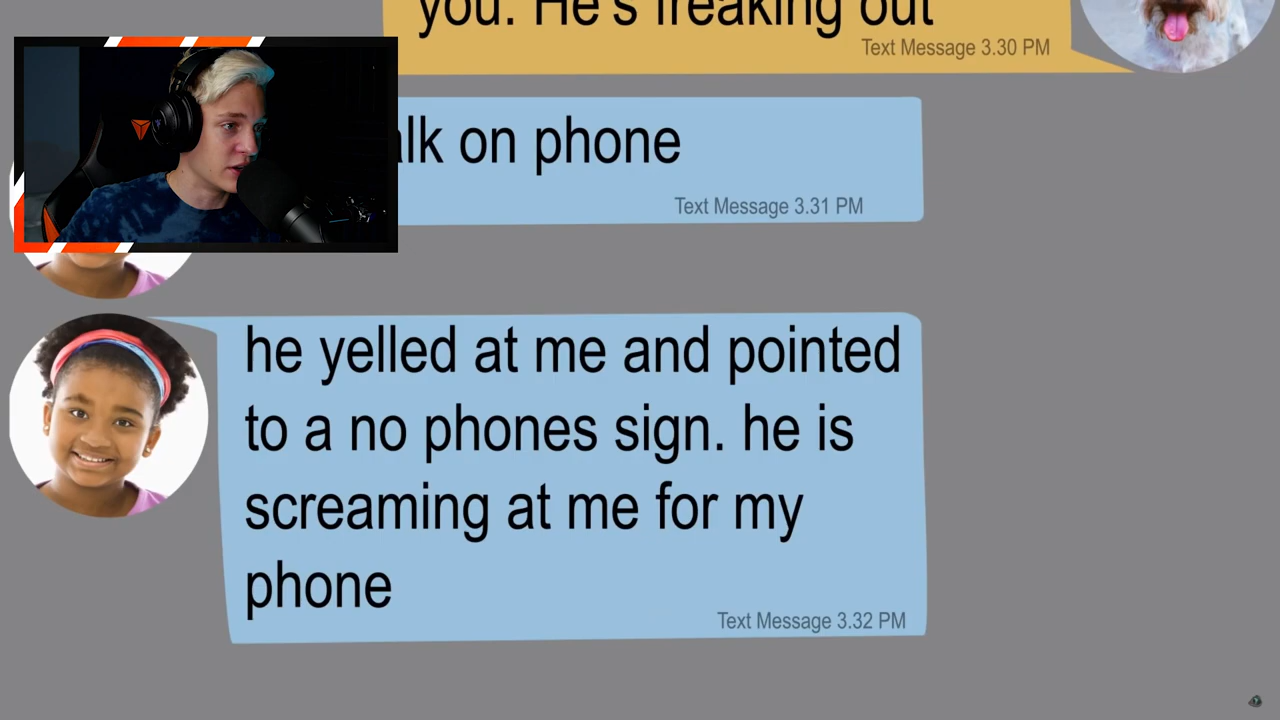 you. He's freaking out
Text Message 3.30 PM
on phone
Text Message 3.31 PM
he yelled at me and pointed
to a no phones sign. he is
screaming at me for my
phone
Text Message 3.32 PM